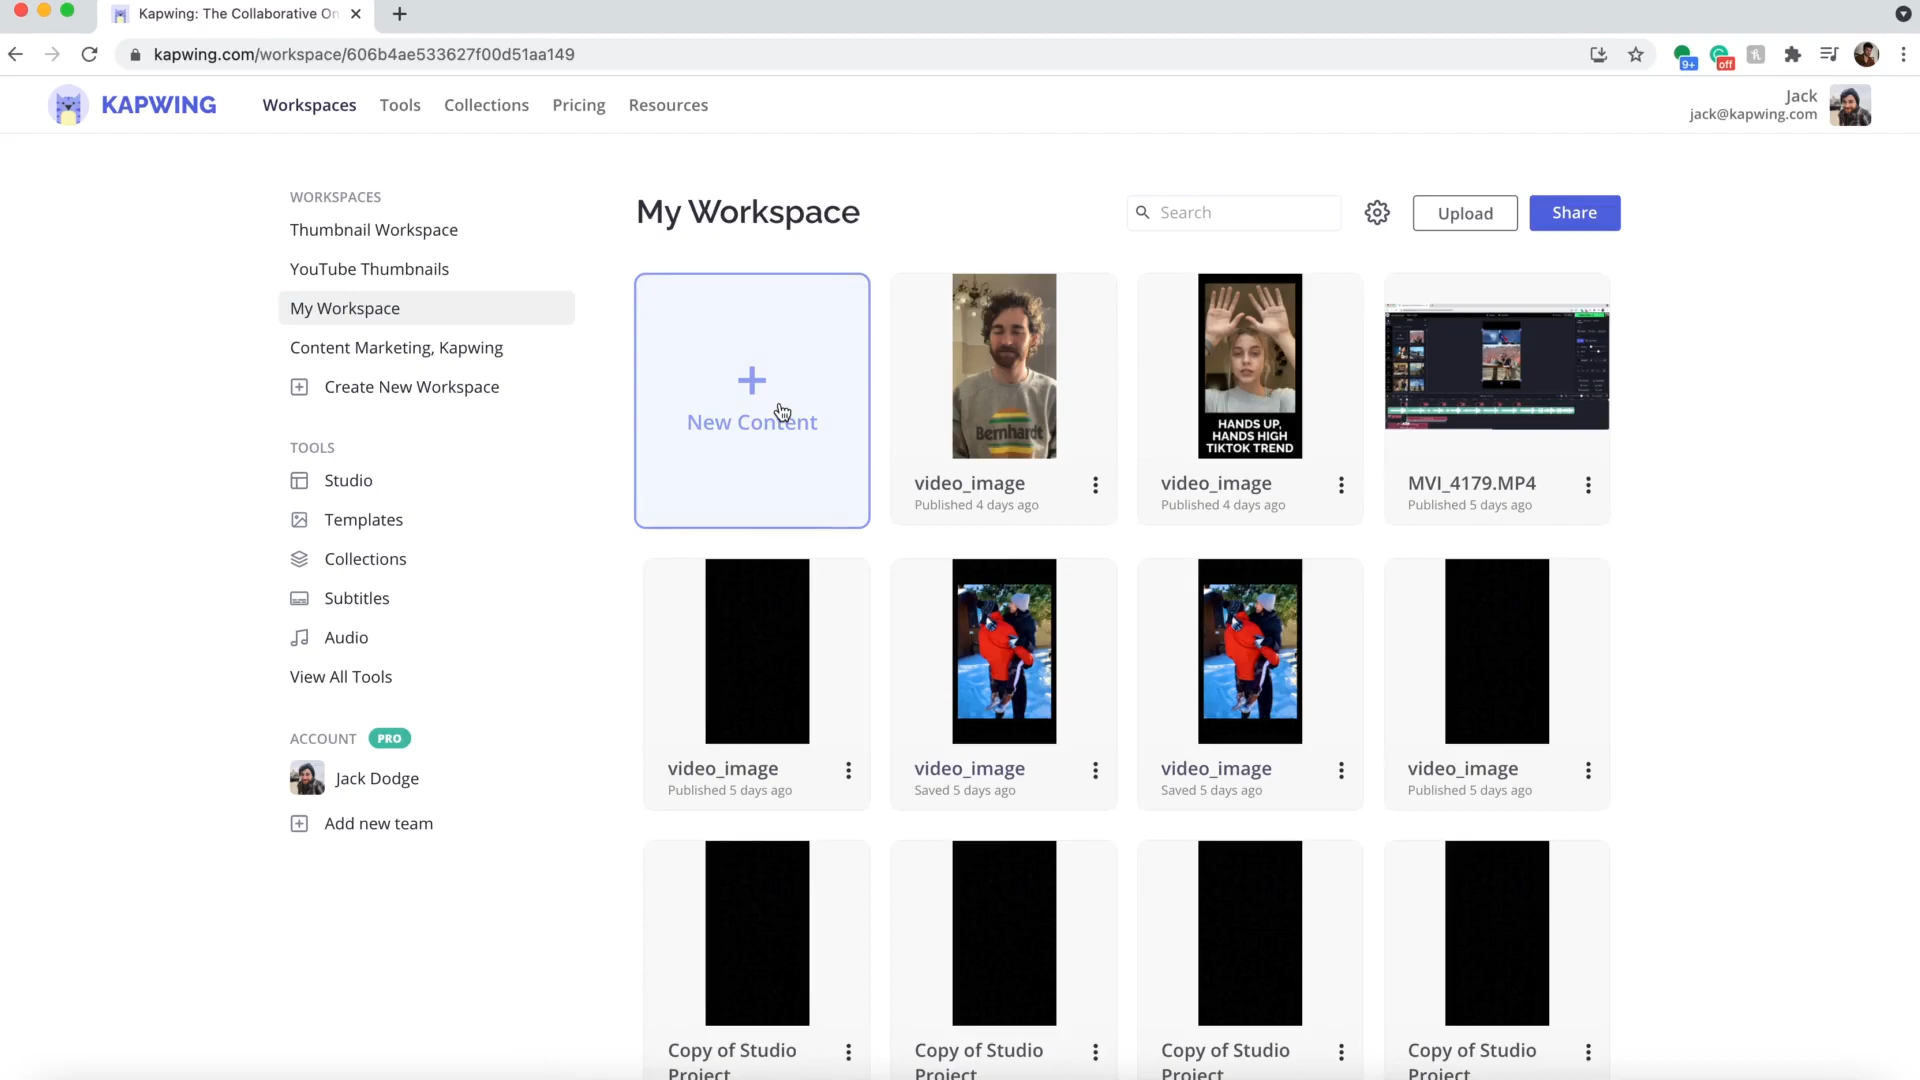 Kapwing: The Collaborative On
kapwing.com/workspace/606b4ae533627f00d51aa149
9+
off
KAPWING
Workspaces
Tools
Collections
Pricing
Resources
Jack
jack@kapwing.com
WORKSPACES
Thumbnail Workspace
YouTube Thumbnails
My Workspace
Content Marketing, Kapwing
Create New Workspace
TOOLS
Studio
Templates
Collections
Subtitles
Audio
View All Tools
ACCOUNT PRO
Jack Dodge
Add new team
My Workspace
Search
Upload
Share
New Content
Bernhardt
video_image
Published 4 days ago
HANDS UP,
HANDS HIGH
TIKTOK TREND
video_image
Published 4 days ago
MVI_4179.MP4
Published 5 days ago
video_image
Published 5 days ago
video_image
Saved 5 days ago
video_image
Saved 5 days ago
video_image
Published 5 days ago
Copy of Studio
Project
Copy of Studio
Project
Copy of Studio
Project
Copy of Studio
Project